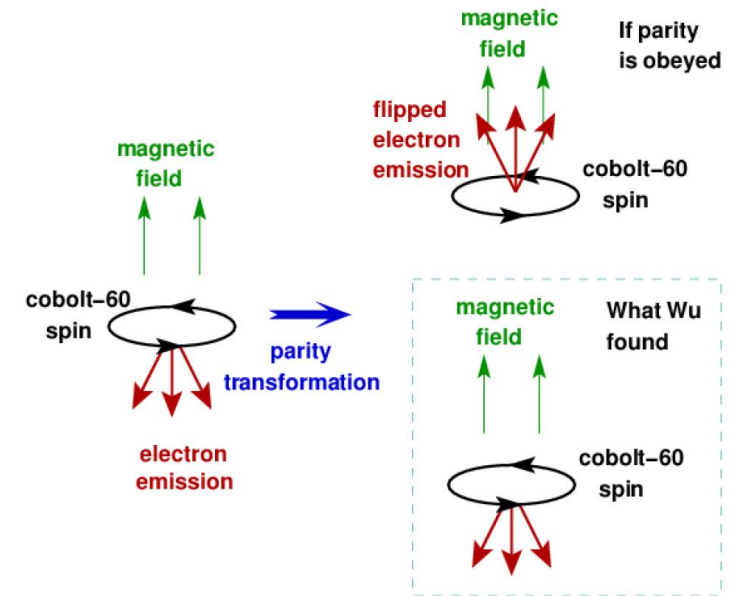 magnetic
field
cobolt−60
spin
electron
emission
parity
transformation
magnetic
field
If parity
is obeyed
flipped
electron
emission
cobolt−60
spin
magnetic
field
What Wu
found
cobolt−60
spin